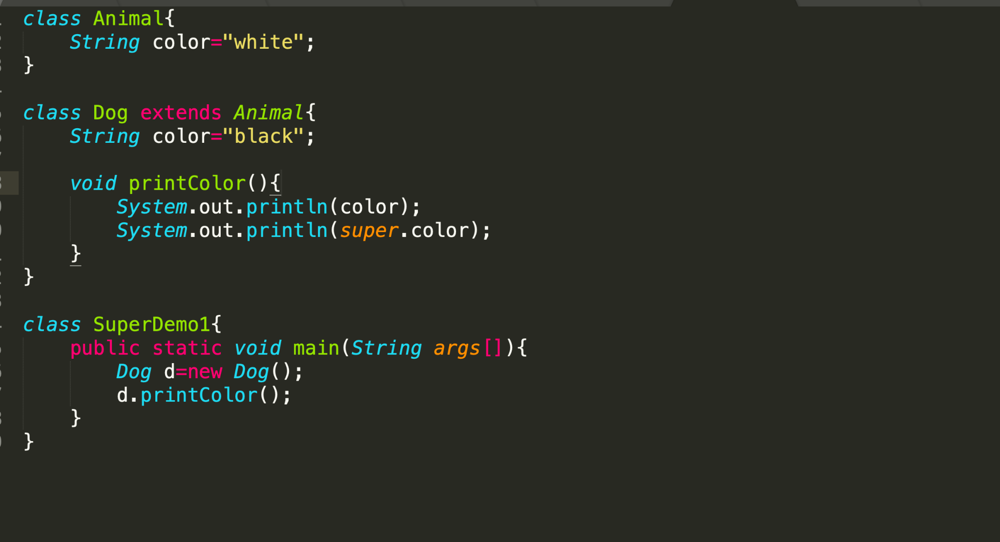 class Animal{
    String color="white";
}
class Dog extends Animal{
    String color="black";
    void printColor(){
        System.out.println(color);
        System.out.println(super.color);
    }
}
class SuperDemo1{
    public static void main(String args[]){
        Dog d=new Dog();
        d.printColor();
    }
}